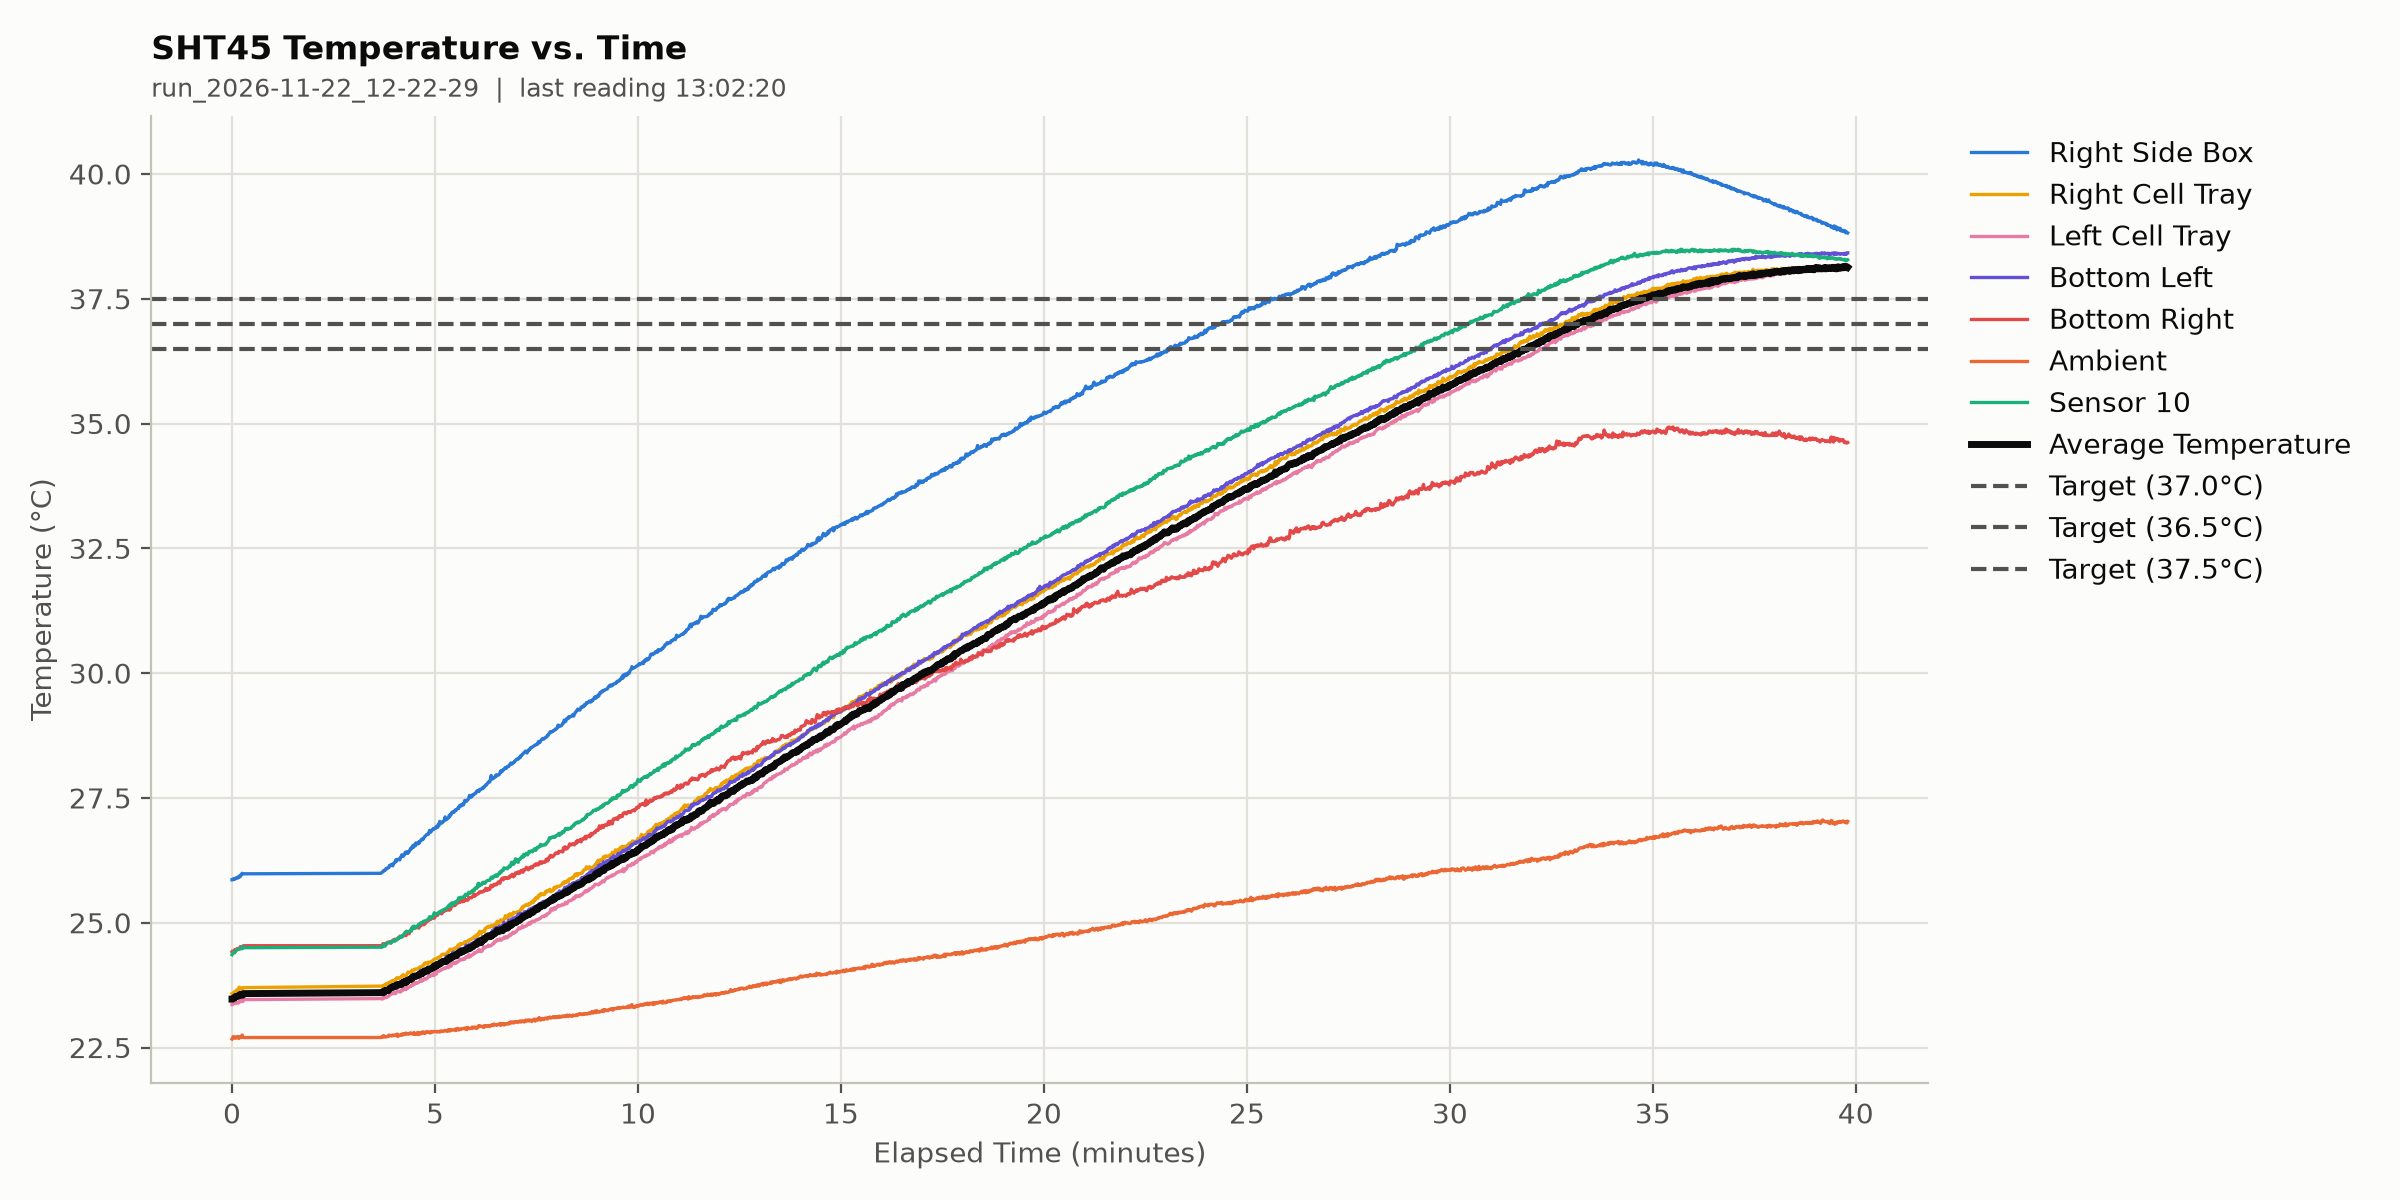 SHT45 Temperature vs. Time
run_2026-11-22_12-22-29 | last reading 13:02:20
Temperature (°C)
40.0
37.5
35.0
32.5
30.0
27.5
25.0
22.5
0 5 10 15 20 25 30 35 40
Elapsed Time (minutes)
Right Side Box
Right Cell Tray
Left Cell Tray
Bottom Left
Bottom Right
Ambient
Sensor 10
Average Temperature
Target (37.0°C)
Target (36.5°C)
Target (37.5°C)